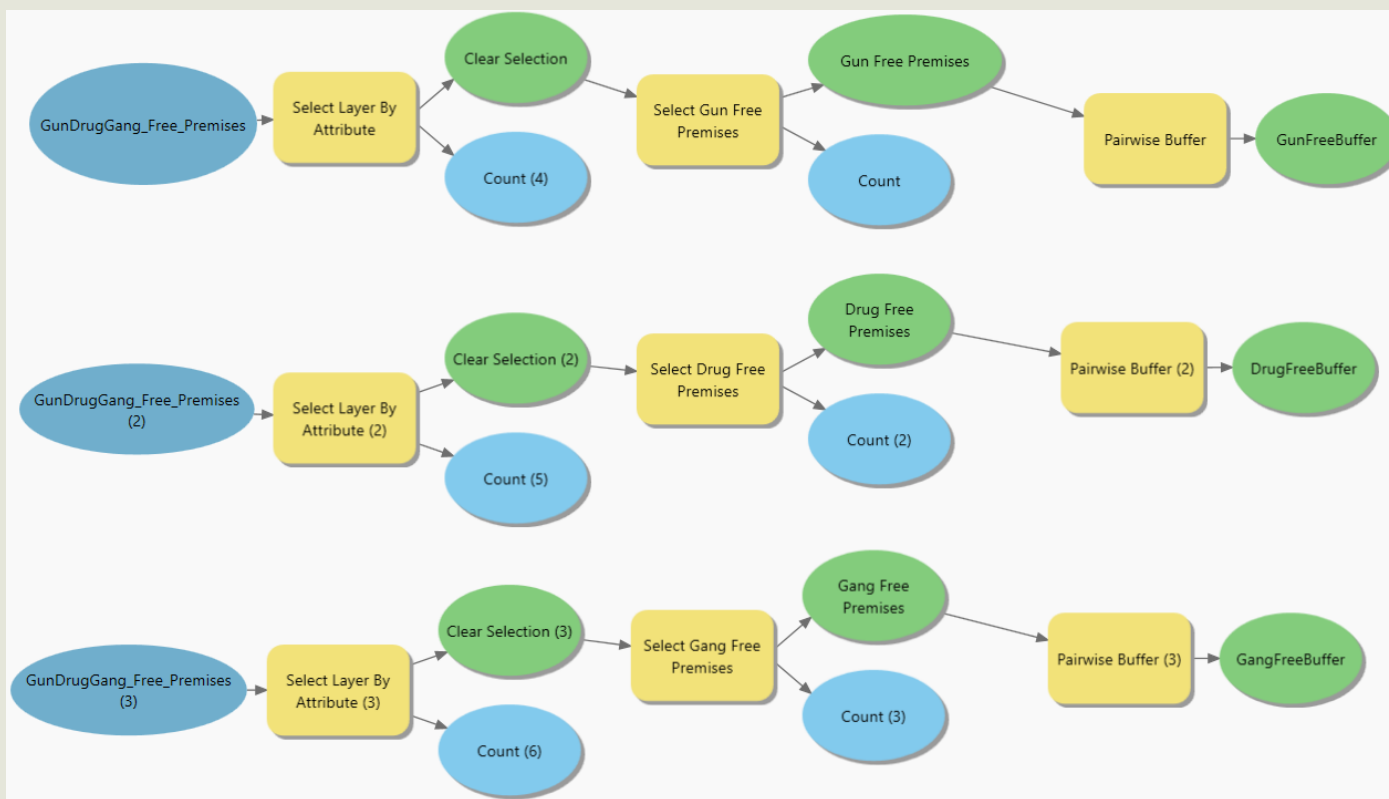 Clear Selection
Gun Free Premises
GunDrugGang_Free_Premises
Select Layer By
Attribute
Select Gun Free
Premises
Pairwise Buffer
GunFreeBuffer
Count (4)
Count
Drug Free
Premises
Clear Selection (2)
Select Drug Free
Premises
Pairwise Buffer (2)
DrugFreeBuffer
GunDrugGang_Free_Premises
(2)
Select Layer By
Attribute (2)
Count (2)
Count (5)
Gang Free
Premises
Clear Selection (3)
Select Gang Free
Premises
Pairwise Buffer (3)
GangFreeBuffer
GunDrugGang_Free_Premises
(3)
Select Layer By
Attribute (3)
Count (3)
Count (6)